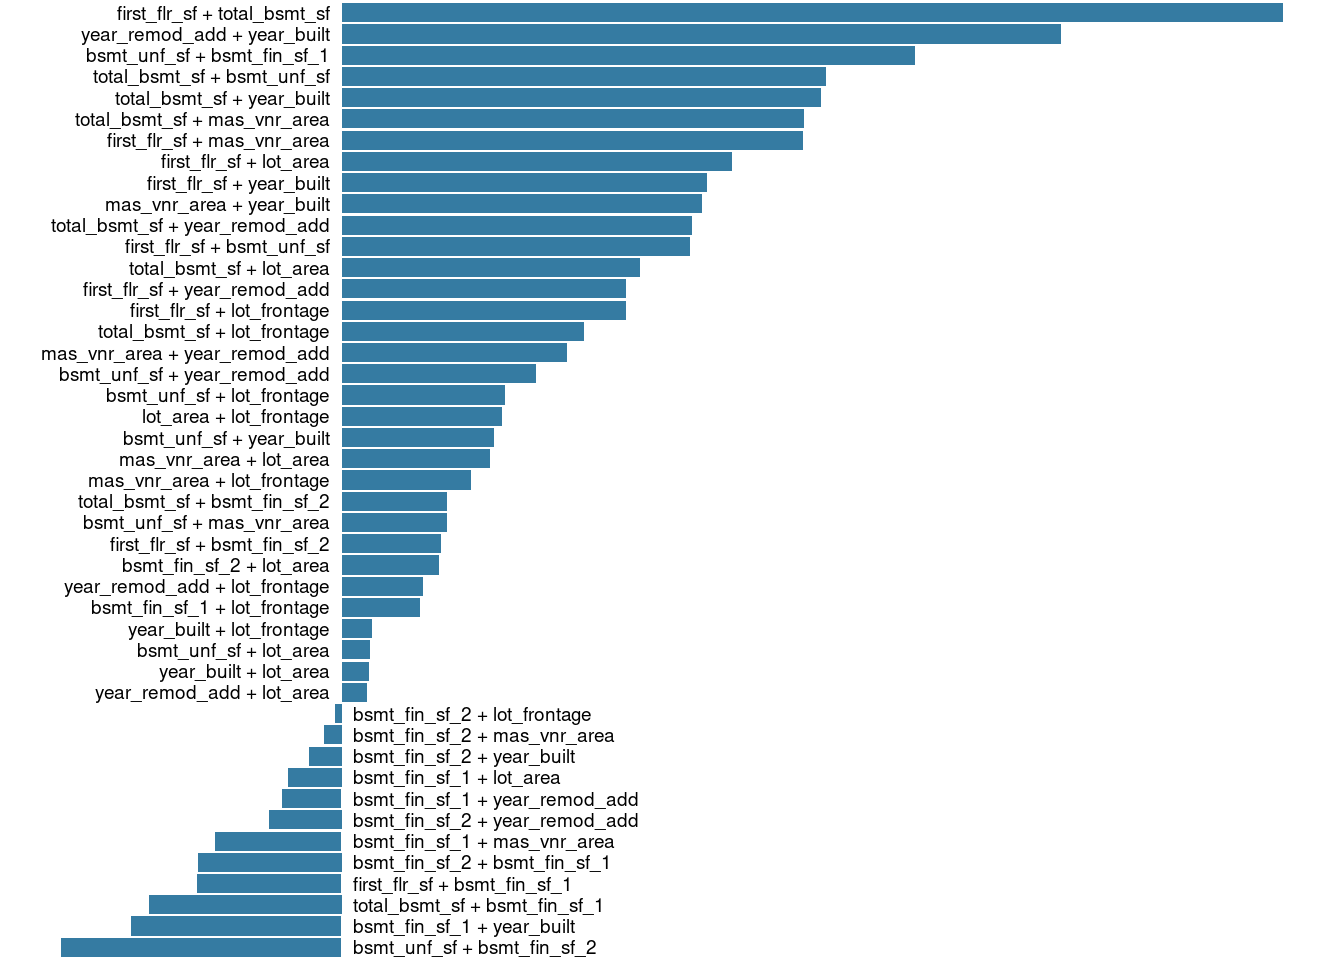 first_flr_sf + total_bsmt_sf
year_remod_add + year_built
bsmt_unf_sf + bsmt_fin_sf_1
total_bsmt_sf + bsmt_unf_sf
total_bsmt_sf + year_built
total_bsmt_sf + mas_vnr_area
first_flr_sf + mas_vnr_area
first_flr_sf + lot_area
first_flr_sf + year_built
mas_vnr_area + year_built
total_bsmt_sf + year_remod_add
first_flr_sf + bsmt_unf_sf
total_bsmt_sf + lot_area
first_flr_sf + year_remod_add
first_flr_sf + lot_frontage
total_bsmt_sf + lot_frontage
mas_vnr_area + year_remod_add
bsmt_unf_sf + year_remod_add
bsmt_unf_sf + lot_frontage
lot_area + lot_frontage
bsmt_unf_sf + year_built
mas_vnr_area + lot_area
mas_vnr_area + lot_frontage
total_bsmt_sf + bsmt_fin_sf_2
bsmt_unf_sf + mas_vnr_area
first_flr_sf + bsmt_fin_sf_2
bsmt_fin_sf_2 + lot_area
year_remod_add + lot_frontage
bsmt_fin_sf_1 + lot_frontage
year_built + lot_frontage
bsmt_unf_sf + lot_area
year_built + lot_area
year_remod_add + lot_area
bsmt_fin_sf_2 + lot_frontage
bsmt_fin_sf_2 + mas_vnr_area
bsmt_fin_sf_2 + year_built
bsmt_fin_sf_1 + lot_area
bsmt_fin_sf_1 + year_remod_add
bsmt_fin_sf_2 + year_remod_add
bsmt_fin_sf_1 + mas_vnr_area
bsmt_fin_sf_2 + bsmt_fin_sf_1
first_flr_sf + bsmt_fin_sf_1
total_bsmt_sf + bsmt_fin_sf_1
bsmt_fin_sf_1 + year_built
bsmt_unf_sf + bsmt_fin_sf_2